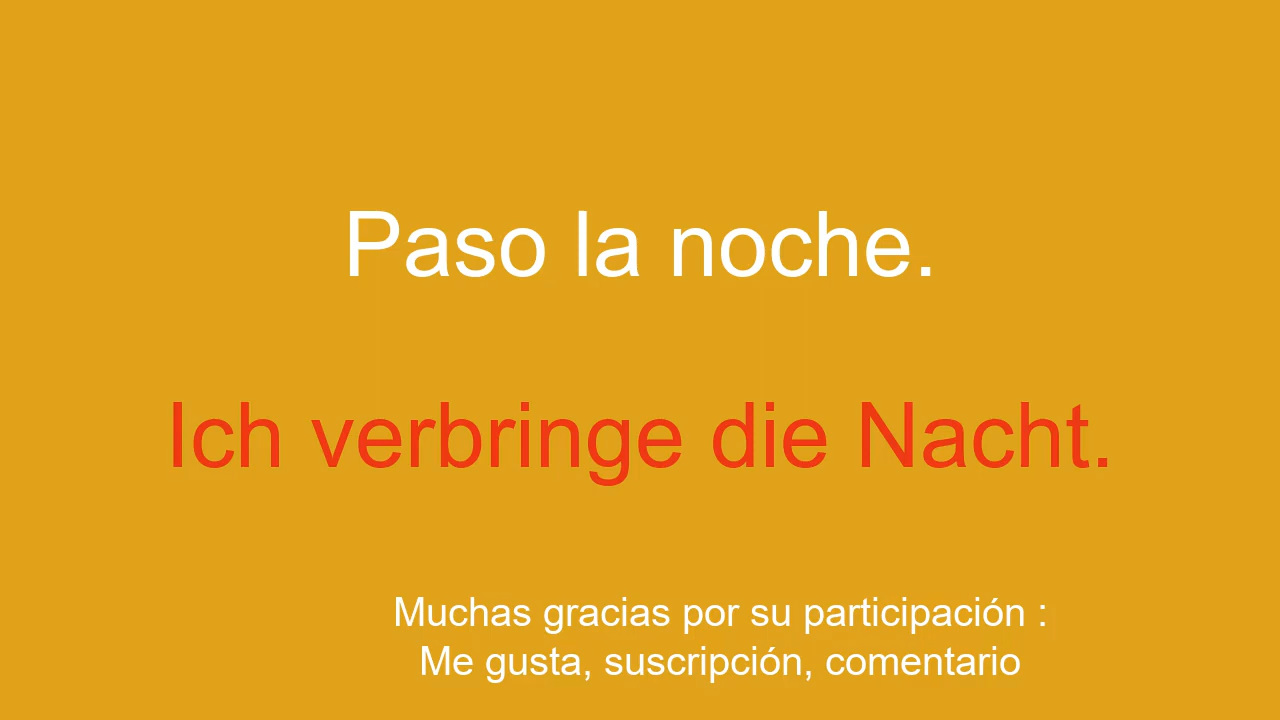 Paso la noche.
Ich verbringe die Nacht.
Muchas gracias por su participación :
Me gusta, suscripción, comentario